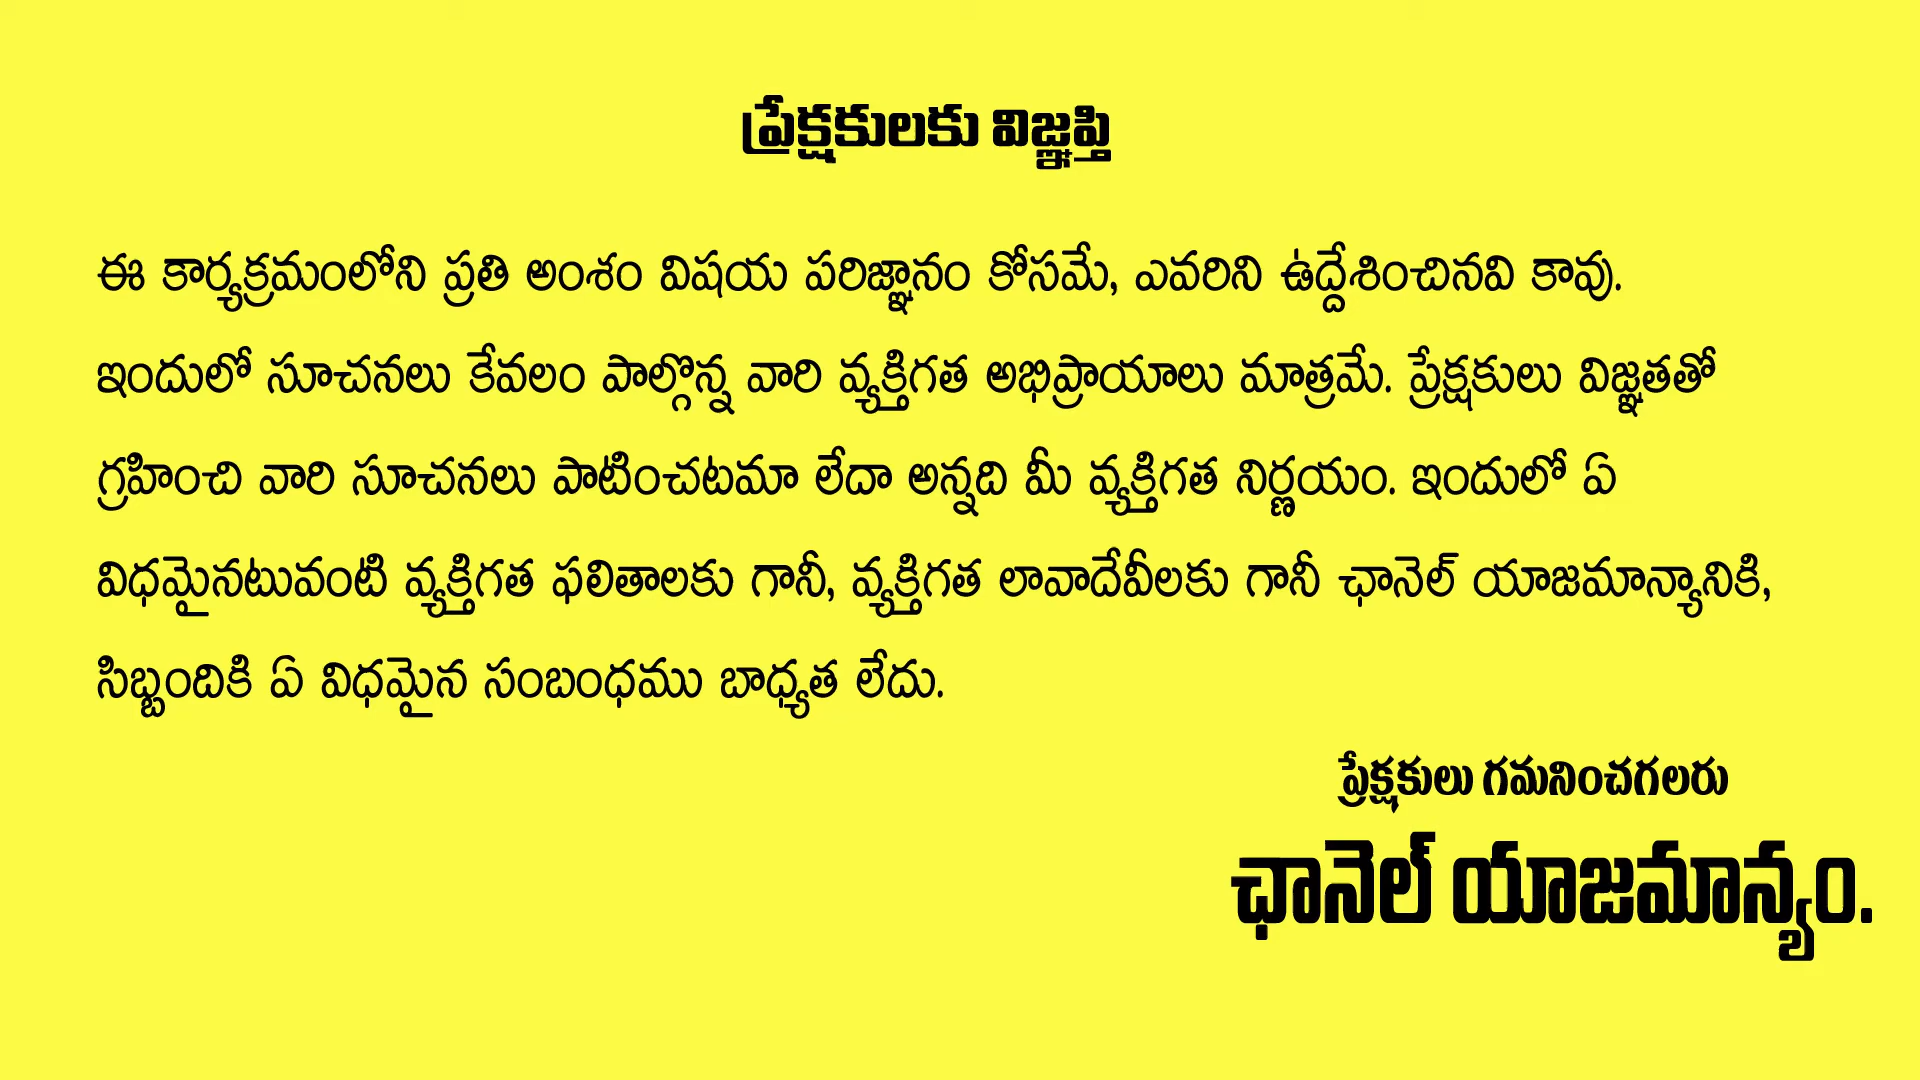 ప్రేక్షకులకు విజ్ఞప్తి
ఈ కార్యక్రమంలోని ప్రతి అంశం విషయ పరిజ్ఞానం కోసమే, ఎవరిని ఉద్దేశించినవి కావు.
ఇందులో సూచనలు కేవలం పాల్గొన్న వారి వ్యక్తిగత అభిప్రాయాలు మాత్రమే. ప్రేక్షకులు విజ్ఞతతో
గ్రహించి వారి సూచనలు పాటించటమా లేదా అన్నది మీ వ్యక్తిగత నిర్ణయం. ఇందులో ఏ
విధమైనటువంటి వ్యక్తిగత ఫలితాలకు గానీ, వ్యక్తిగత లావాదేవీలకు గానీ ఛానెల్ యాజమాన్యానికి,
సిబ్బందికి ఏ విధమైన సంబంధము బాధ్యత లేదు.
ప్రేక్షకులు గమనించగలరు
ఛానెల్ యాజమాన్యం.